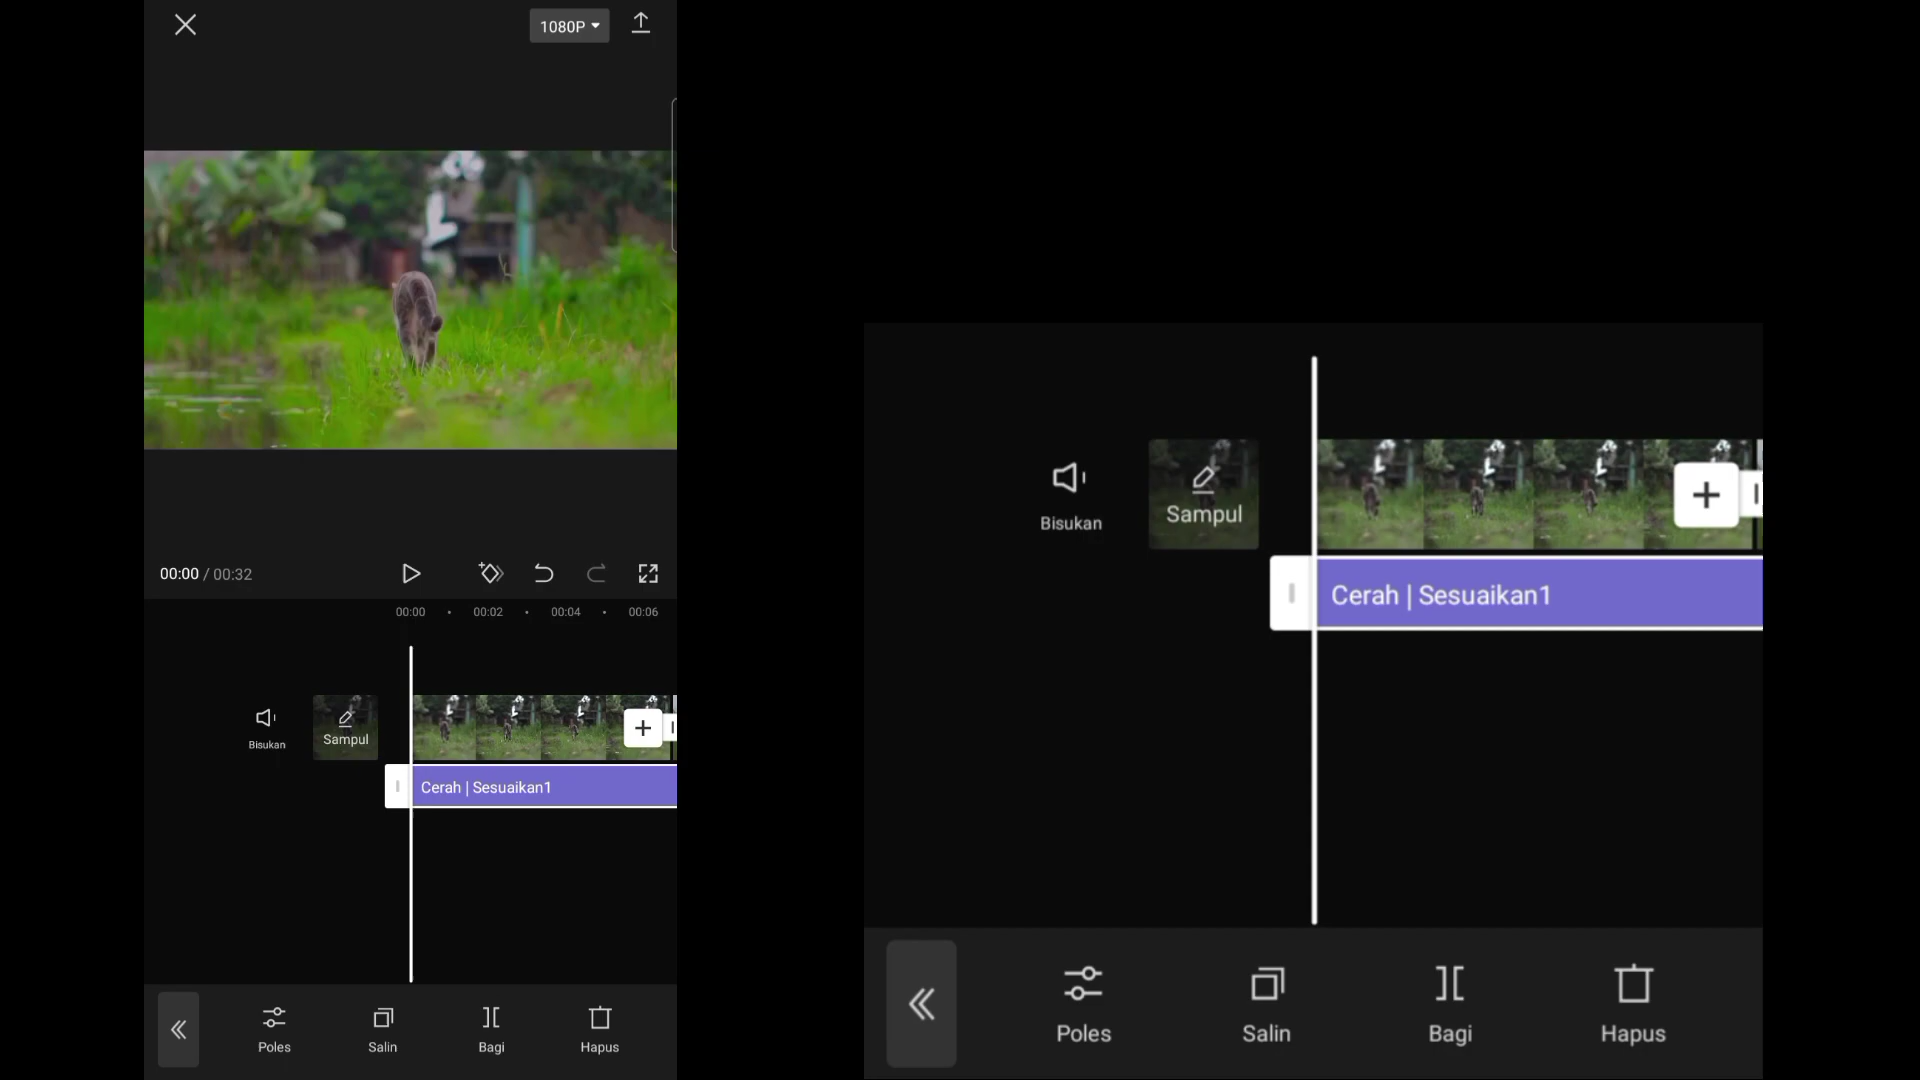 1080P
00:00 / 00:32
00:00 00:02 00:04 00:06
Bisukan
Sampul
Cerah | Sesuaikan1
Poles Salin Bagi Hapus
Bisukan
Sampul
Cerah | Sesuaikan1
Poles Salin Bagi Hapus